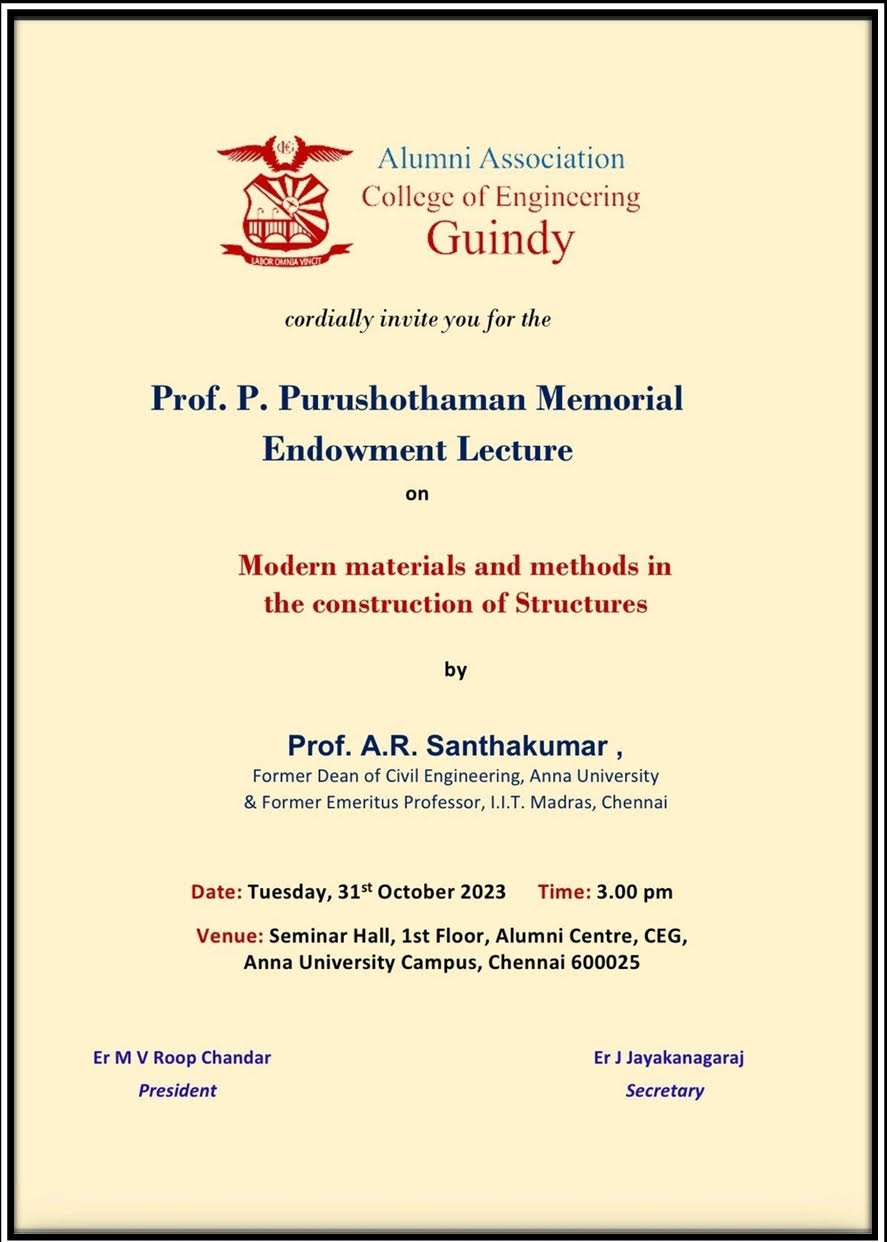 CEG
LABOR OMNIA VINCIT
Alumni Association
College of Engineering
Guindy
cordially invite you for the
Prof. P. Purushothaman Memorial
Endowment Lecture
on
Modern materials and methods in
the construction of Structures
by
Prof. A.R. Santhakumar ,
Former Dean of Civil Engineering, Anna University
& Former Emeritus Professor, I.I.T. Madras, Chennai
Date: Tuesday, 31st October 2023 Time: 3.00 pm
Venue: Seminar Hall, 1st Floor, Alumni Centre, CEG,
Anna University Campus, Chennai 600025
Er M V Roop Chandar Er J Jayakanagaraj
President Secretary